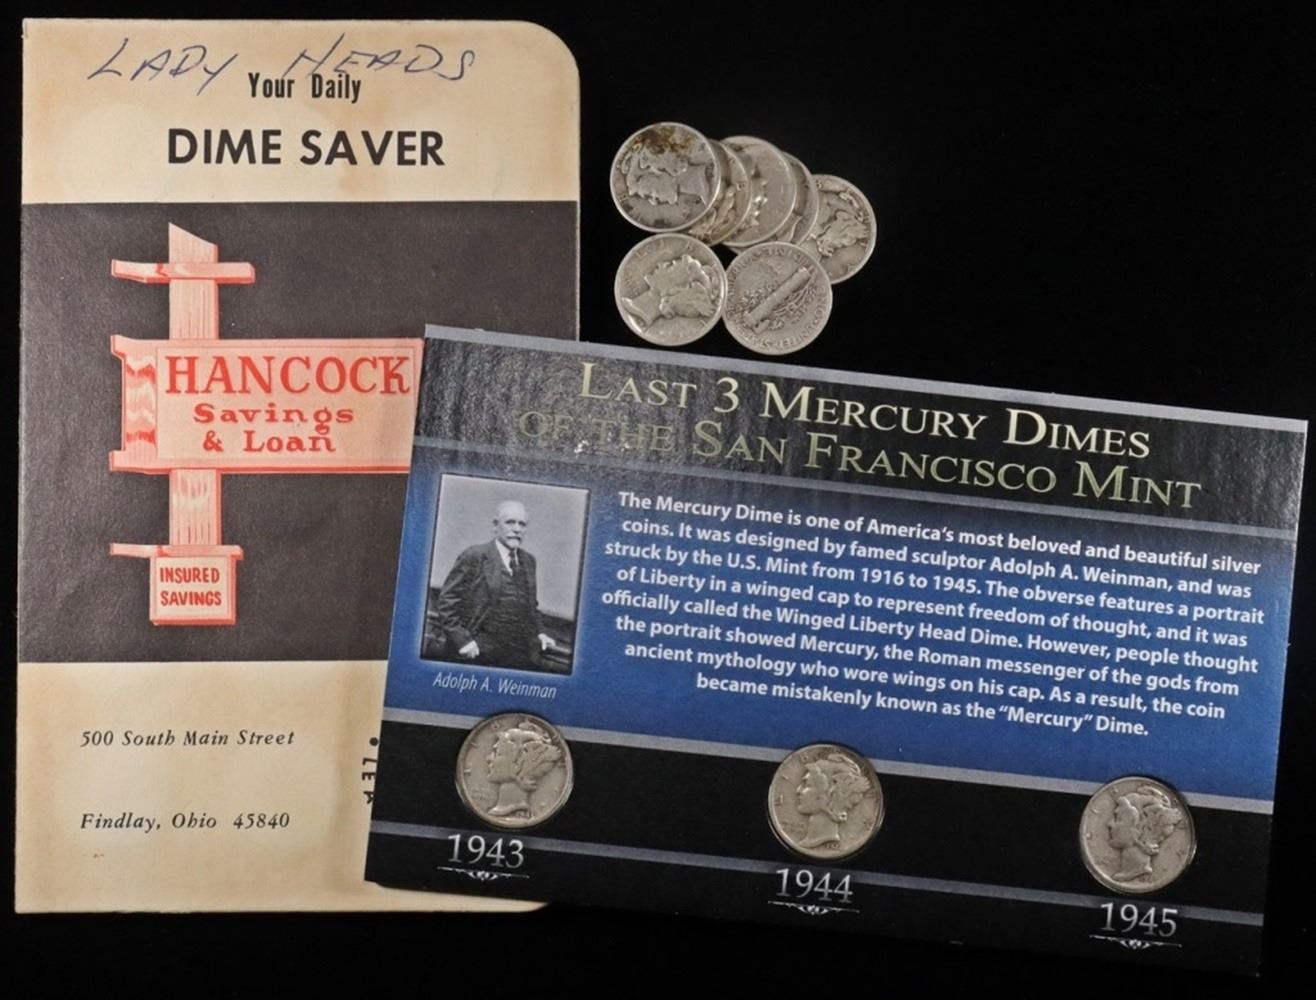 LADY HEADS
Your Daily
DIME SAVER
HANCOCK
Savings
& Loan
INSURED
SAVINGS
500 South Main Street
Findlay, Ohio 45840
LAST 3 MERCURY DIMES
OF THE SAN FRANCISCO MINT
The Mercury Dime is one of America's most beloved and beautiful silver
coins. It was designed by famed sculptor Adolph A. Weinman, and was
struck by the U.S. Mint from 1916 to 1945. The obverse features a portrait
of Liberty in a winged cap to represent freedom of thought, and it was
officially called the Winged Liberty Head Dime. However, people thought
the portrait showed Mercury, the Roman messenger of the gods from
ancient mythology who wore wings on his cap. As a result, the coin
became mistakenly known as the "Mercury" Dime.
Adolph A. Weinman
1943
1944
1945